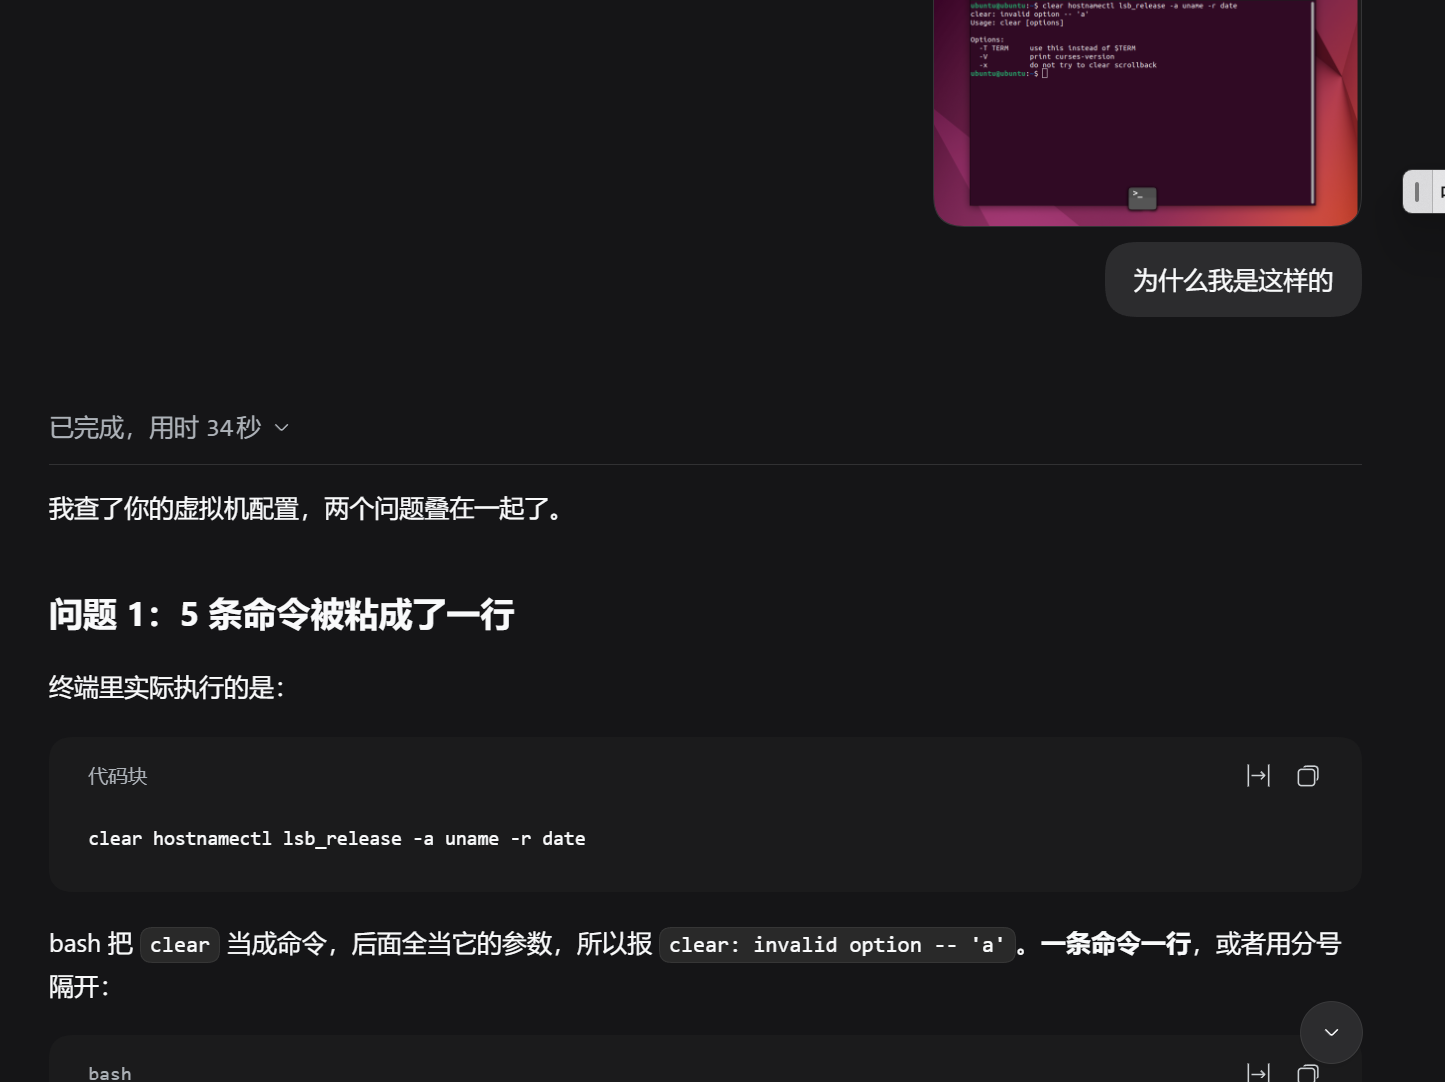 ubuntu@ubuntu:~$ clear hostnamectl lsb_release -a uname -r date
clear: invalid option -- 'a'
Usage: clear [options]
Options:
-T TERM use this instead of $TERM
-V print curses-version
-x do not try to clear scrollback
ubuntu@ubuntu:~$
>_
为什么我是这样的
已完成，用时 34秒
我查了你的虚拟机配置，两个问题叠在一起了。
问题 1：5 条命令被粘成了一行
终端里实际执行的是：
代码块
clear hostnamectl lsb_release -a uname -r date
bash 把 clear 当成命令，后面全当它的参数，所以报 clear: invalid option -- 'a' 。一条命令一行，或者用分号
隔开：
bash